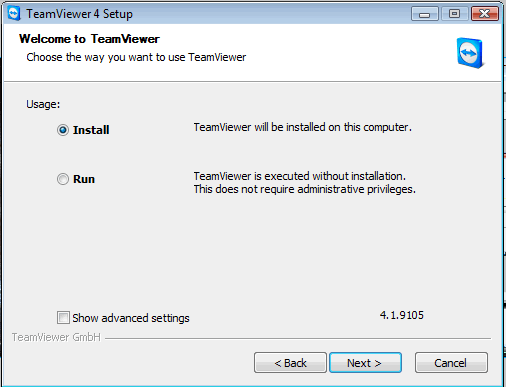 TeamViewer 4 Setup
Welcome to TeamViewer
Choose the way you want to use TeamViewer
Usage:
Install
TeamViewer will be installed on this computer.
Run
TeamViewer is executed without installation.
This does not require administrative privileges.
Show advanced settings
4.1.9105
TeamViewer GmbH
< Back
Next >
Cancel